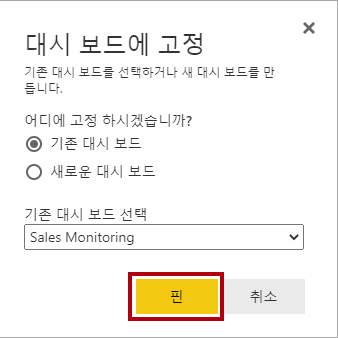 대시 보드에 고정
기존 대시 보드를 선택하거나 새 대시 보드를 만
듭니다.
어디에 고정 하시겠습니까?
기존 대시 보드
새로운 대시 보드
기존 대시 보드 선택
Sales Monitoring
핀
취소